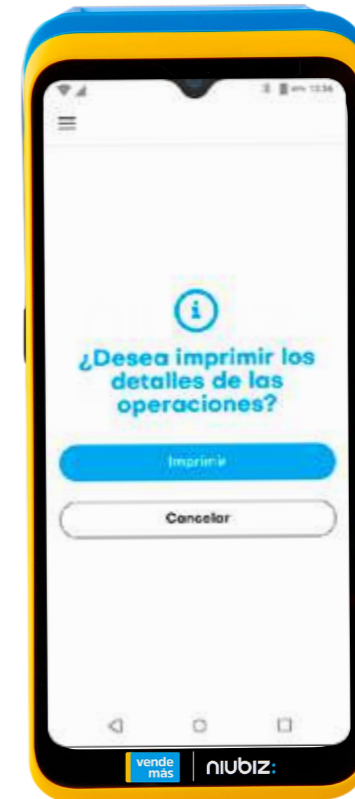 ¿Desea imprimir los
detalles de las
operaciones?
Imprimir
Cancelar
vende
más
niubiz: